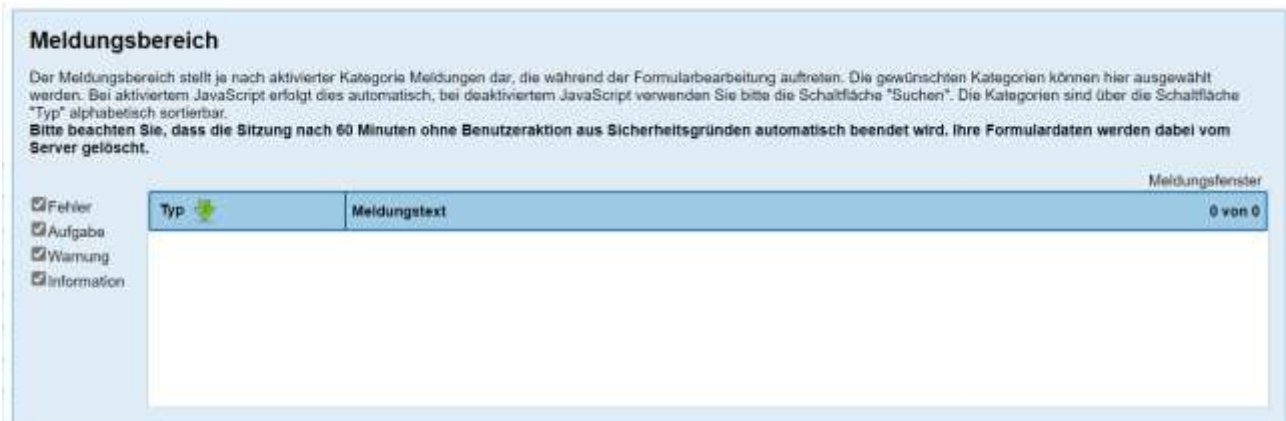 Meldungsbereich
Der Meldungsbereich stellt je nach aktivierter Kategorie Meldungen dar, die während der Formularbearbeitung auftreten. Die gewünschten Kategorien können hier ausgewählt
werden. Bei aktiviertem JavaScript erfolgt dies automatisch, bei deaktiviertem JavaScript verwenden Sie bitte die Schaltfläche "Suchen". Die Kategorien sind über die Schaltfläche
"Typ" alphabetisch sortierbar.
Bitte beachten Sie, dass die Sitzung nach 60 Minuten ohne Benutzeraktion aus Sicherheitsgründen automatisch beendet wird. Ihre Formulardaten werden dabei vom
Server gelöscht.
Meldungsfenster
Fehler
Aufgabe
Warnung
Information
Typ Meldungstext 0 von 0